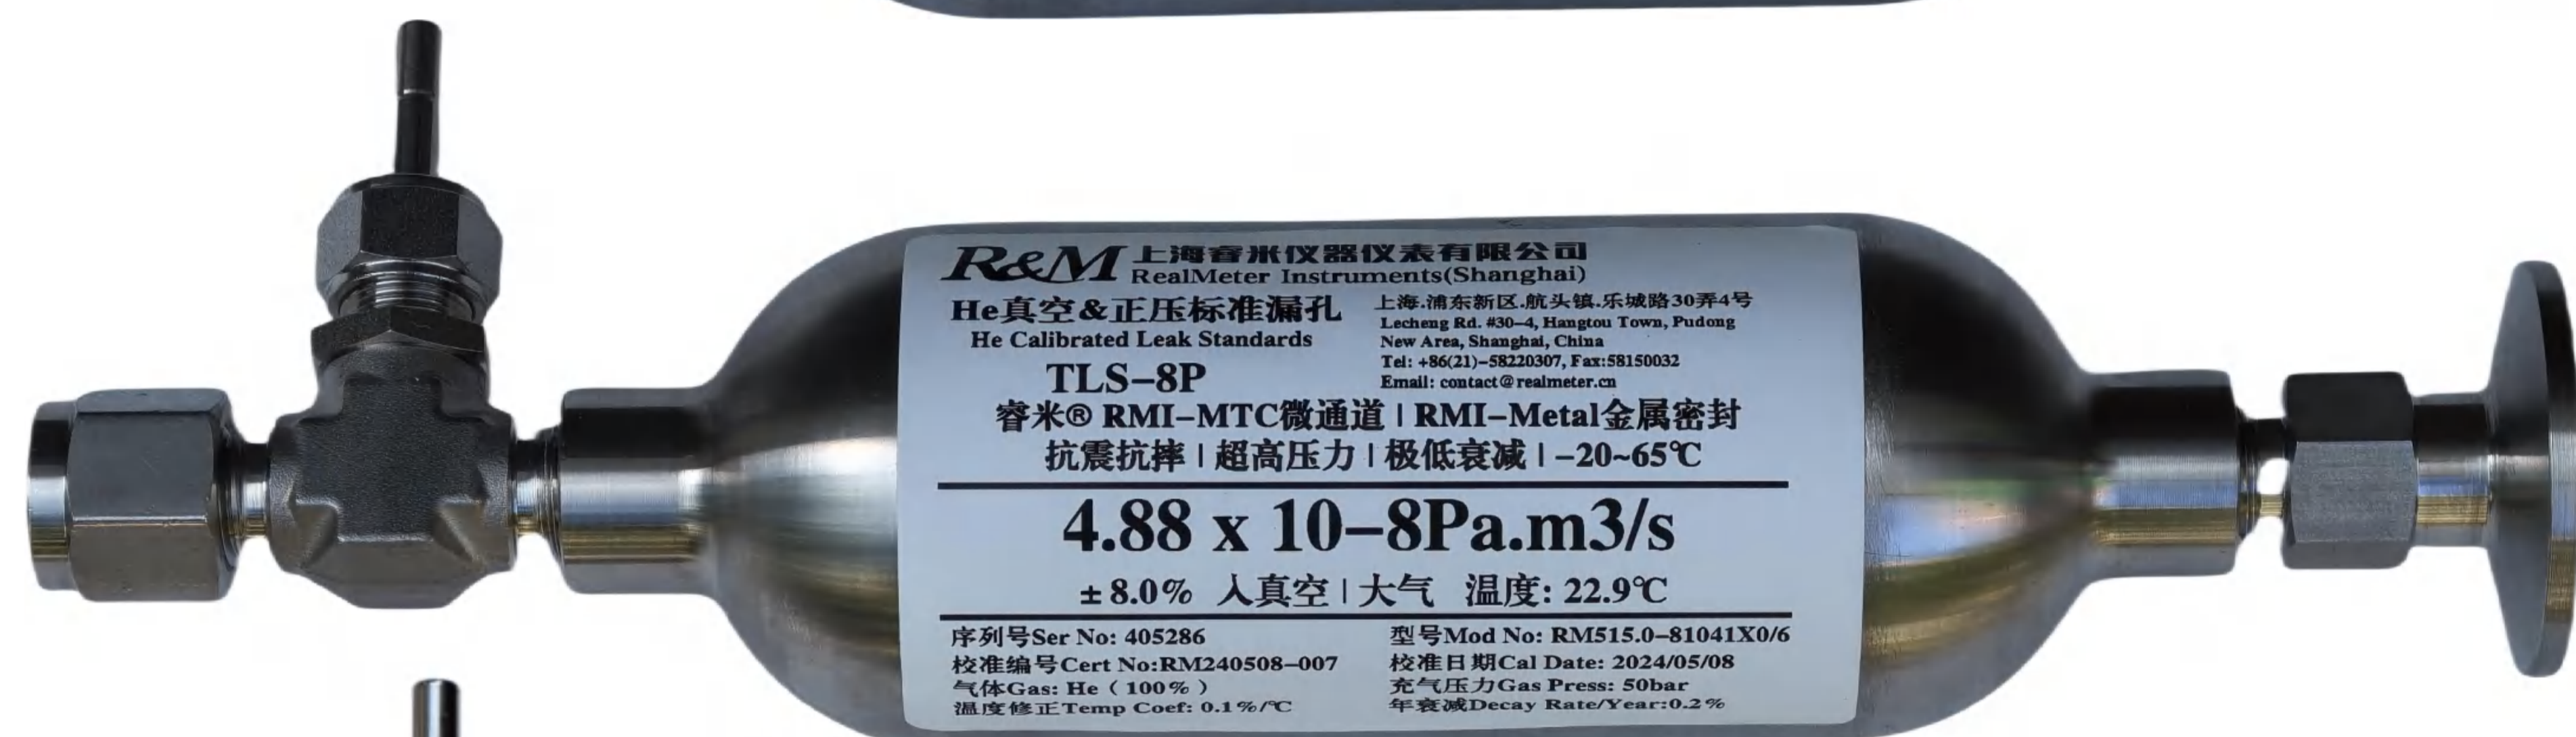 R&M 上海睿米仪器仪表有限公司
RealMeter Instruments(Shanghai)
He真空&正压标准漏孔
He Calibrated Leak Standards
TLS-8P
上海.浦东新区.航头镇.乐城路30弄4号
Lecheng Rd. #30-4, Hangtou Town, Pudong
New Area, Shanghai, China
Tel: +86(21)-58220307, Fax:58150032
Email: contact@realmeter.cn
睿米® RMI-MTC微通道 | RMI-Metal金属密封
抗震抗摔 | 超高压力 | 极低衰减 | -20~65℃
4.88 x 10-8Pa.m3/s
±8.0% 入真空 | 大气 温度: 22.9℃
序列号Ser No: 405286 型号Mod No: RM515.0-81041X0/6
校准编号Cert No:RM240508-007 校准日期Cal Date: 2024/05/08
气体Gas: He ( 100% ) 充气压力Gas Press: 50bar
温度修正Temp Coef: 0.1%/℃ 年衰减Decay Rate/Year:0.2%